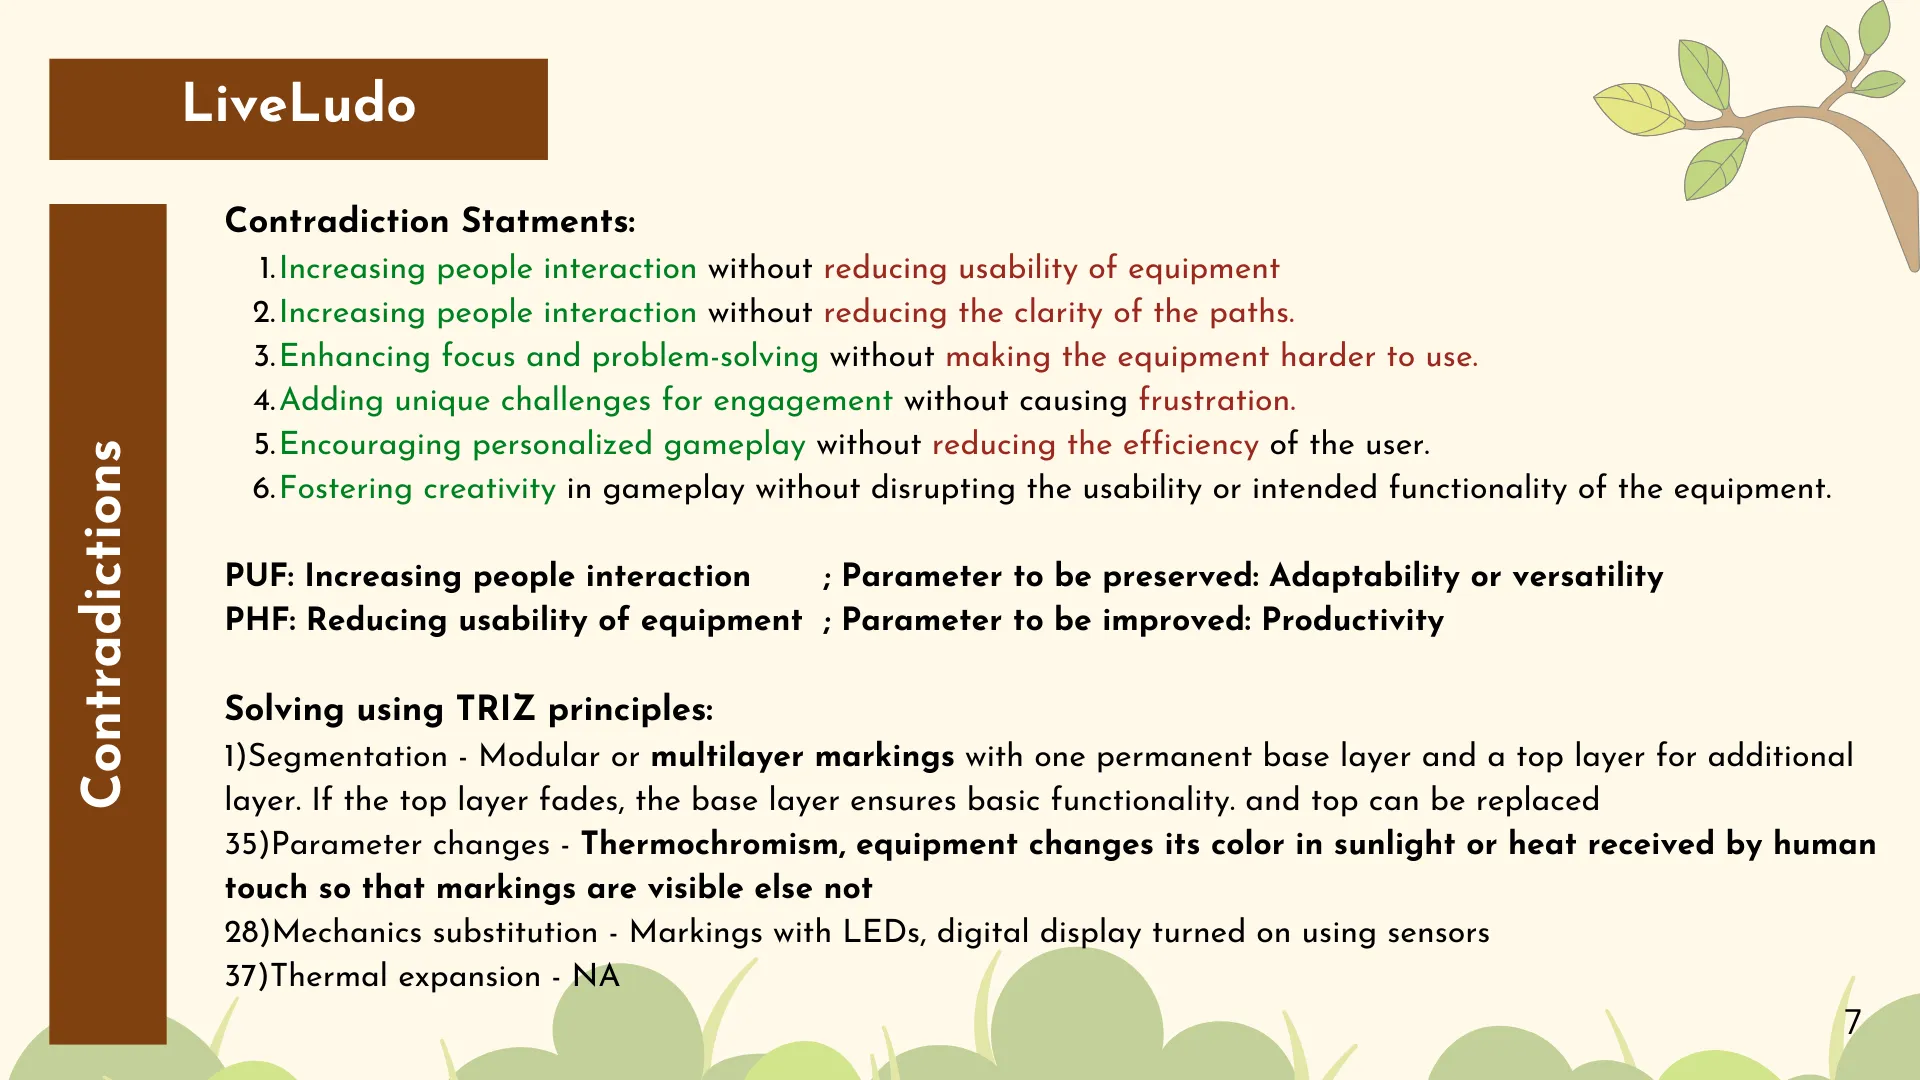 LiveLudo
Contradictions
Contradiction Statments:
1. Increasing people interaction without reducing usability of equipment
2. Increasing people interaction without reducing the clarity of the paths.
3. Enhancing focus and problem-solving without making the equipment harder to use.
4. Adding unique challenges for engagement without causing frustration.
5. Encouraging personalized gameplay without reducing the efficiency of the user.
6. Fostering creativity in gameplay without disrupting the usability or intended functionality of the equipment.
PUF: Increasing people interaction ; Parameter to be preserved: Adaptability or versatility
PHF: Reducing usability of equipment ; Parameter to be improved: Productivity
Solving using TRIZ principles:
1)Segmentation - Modular or multilayer markings with one permanent base layer and a top layer for additional
layer. If the top layer fades, the base layer ensures basic functionality. and top can be replaced
35)Parameter changes - Thermochromism, equipment changes its color in sunlight or heat received by human
touch so that markings are visible else not
28)Mechanics substitution - Markings with LEDs, digital display turned on using sensors
37)Thermal expansion - NA
7